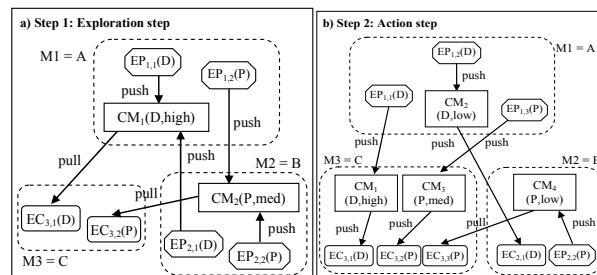 a) Step 1: Exploration step
M1 = A
EP1,1(D)
EP1,2(P)
push
push
CM1(D,high)
pull
push
M2 = B
pull
CM2(P,med)
EC3,1(D)
EC3,2(P)
push
EP2,1(D)
EP2,2(P)
M3 = C
b) Step 2: Action step
EP1,2(D)
M1 = A
push
EP1,1(D)
CM2
(D,low)
EP1,3(P)
push
push
push
M3 = C
M2 = B
CM1
(D,high)
CM3
(P,med)
CM4
(P,low)
push
push
pull
push
EC3,1(D)
EC3,2(P)
EC3,3(P)
EC2,1(D)
EP2,2(P)